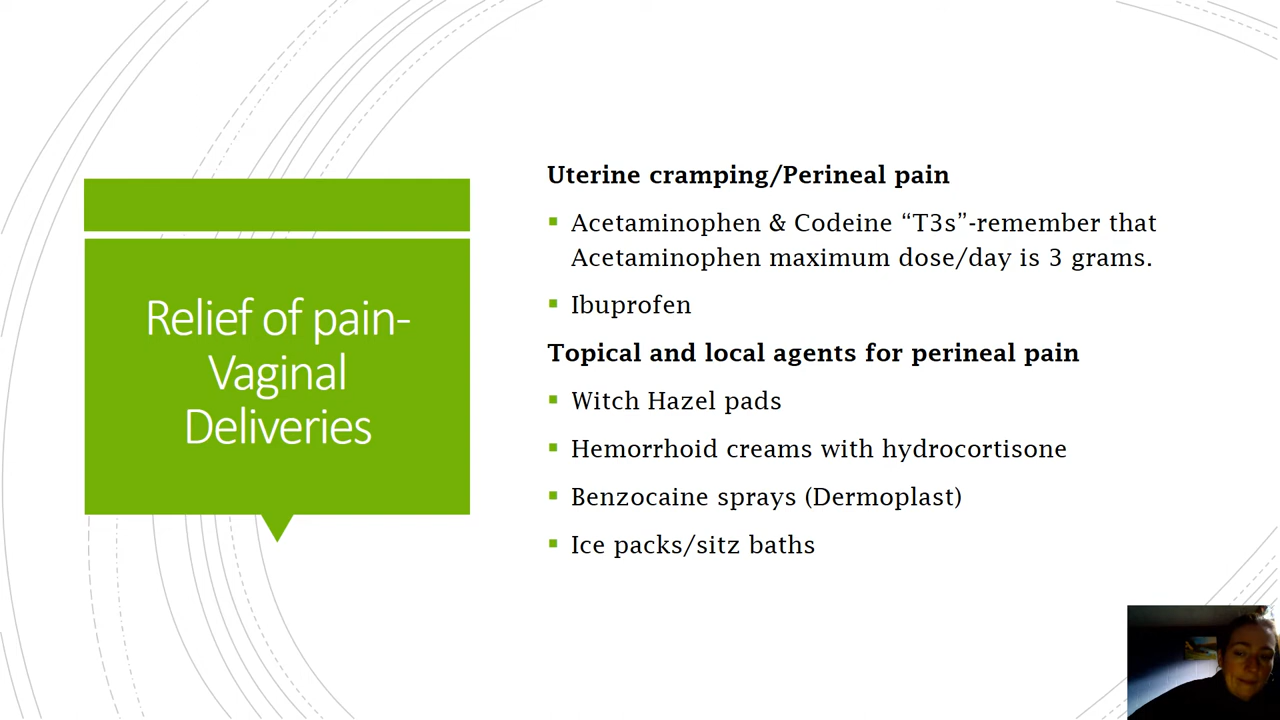 Relief of pain-
Vaginal
Deliveries
Uterine cramping/Perineal pain
Acetaminophen & Codeine “T3s”-remember that
Acetaminophen maximum dose/day is 3 grams.
Ibuprofen
Topical and local agents for perineal pain
Witch Hazel pads
Hemorrhoid creams with hydrocortisone
Benzocaine sprays (Dermoplast)
Ice packs/sitz baths